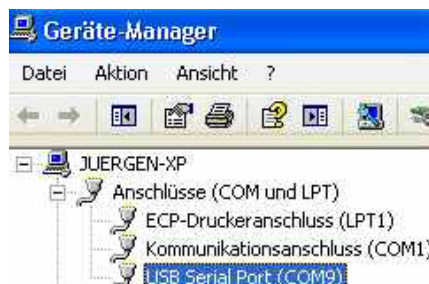 Geräte-Manager
Datei Aktion Ansicht ?
JUERGEN-XP
Anschlüsse (COM und LPT)
ECP-Druckeranschluss (LPT1)
Kommunikationsanschluss (COM1)
USB Serial Port (COM9)